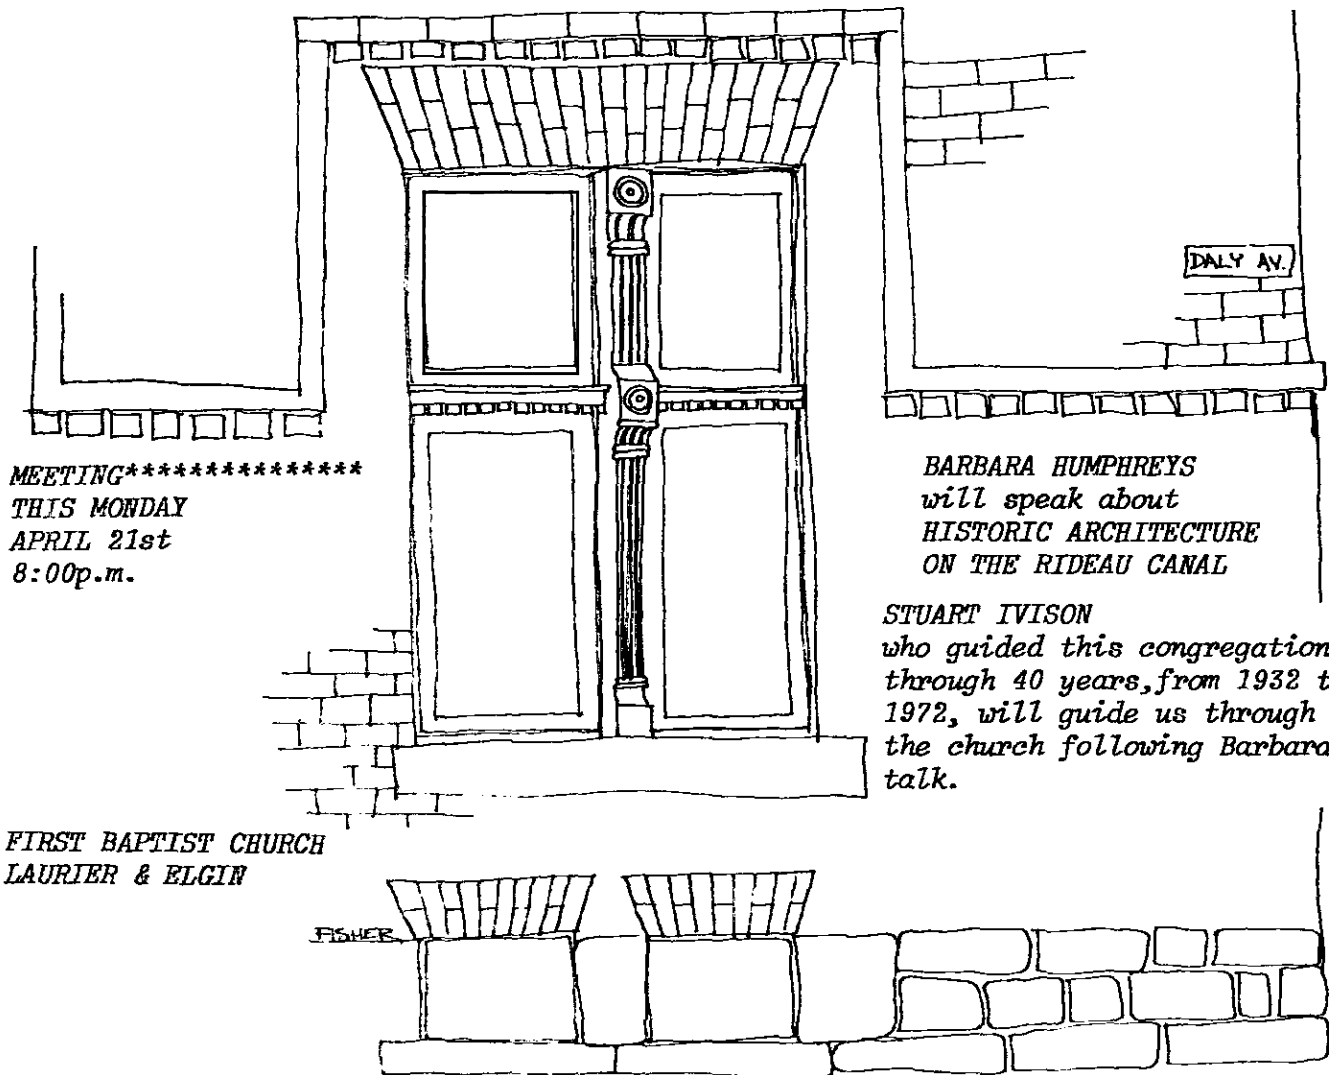 DALY AV.
MEETING***************
THIS MONDAY
APRIL 21st
8:00p.m.
BARBARA HUMPHREYS
will speak about
HISTORIC ARCHITECTURE
ON THE RIDEAU CANAL
STUART IVISON
who guided this congregation
through 40 years,from 1932 t
1972, will guide us through
the church following Barbara
talk.
FIRST BAPTIST CHURCH
LAURIER & ELGIN
FISHER